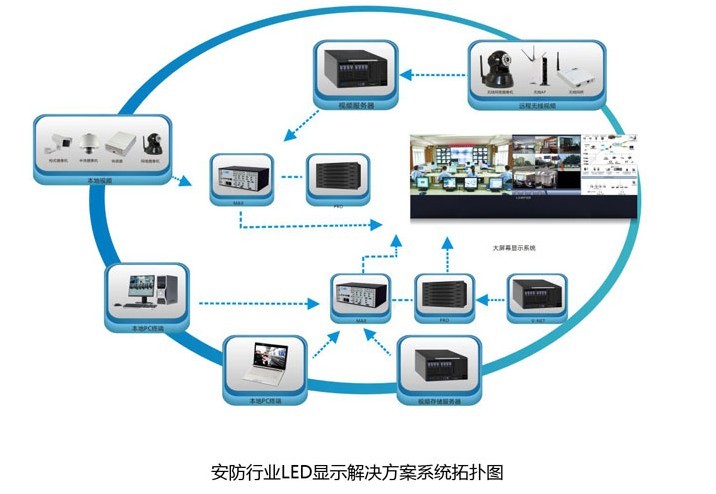 视频服务器
无线网络摄像机 无线AP 无线网桥
远程无线视频
枪式摄像机 半球摄像机 快装器 网络摄像机
本地视频
MAX
PRO
大屏幕显示系统
本地PC终端
MAX
PRO
V-NET
本地PC终端
视频存储服务器
安防行业LED显示解决方案系统拓扑图